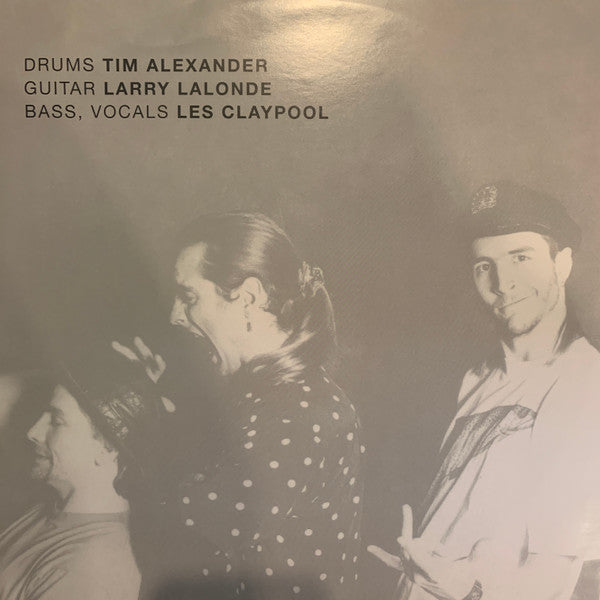 DRUMS TIM ALEXANDER
GUITAR LARRY LALONDE
BASS, VOCALS LES CLAYPOOL